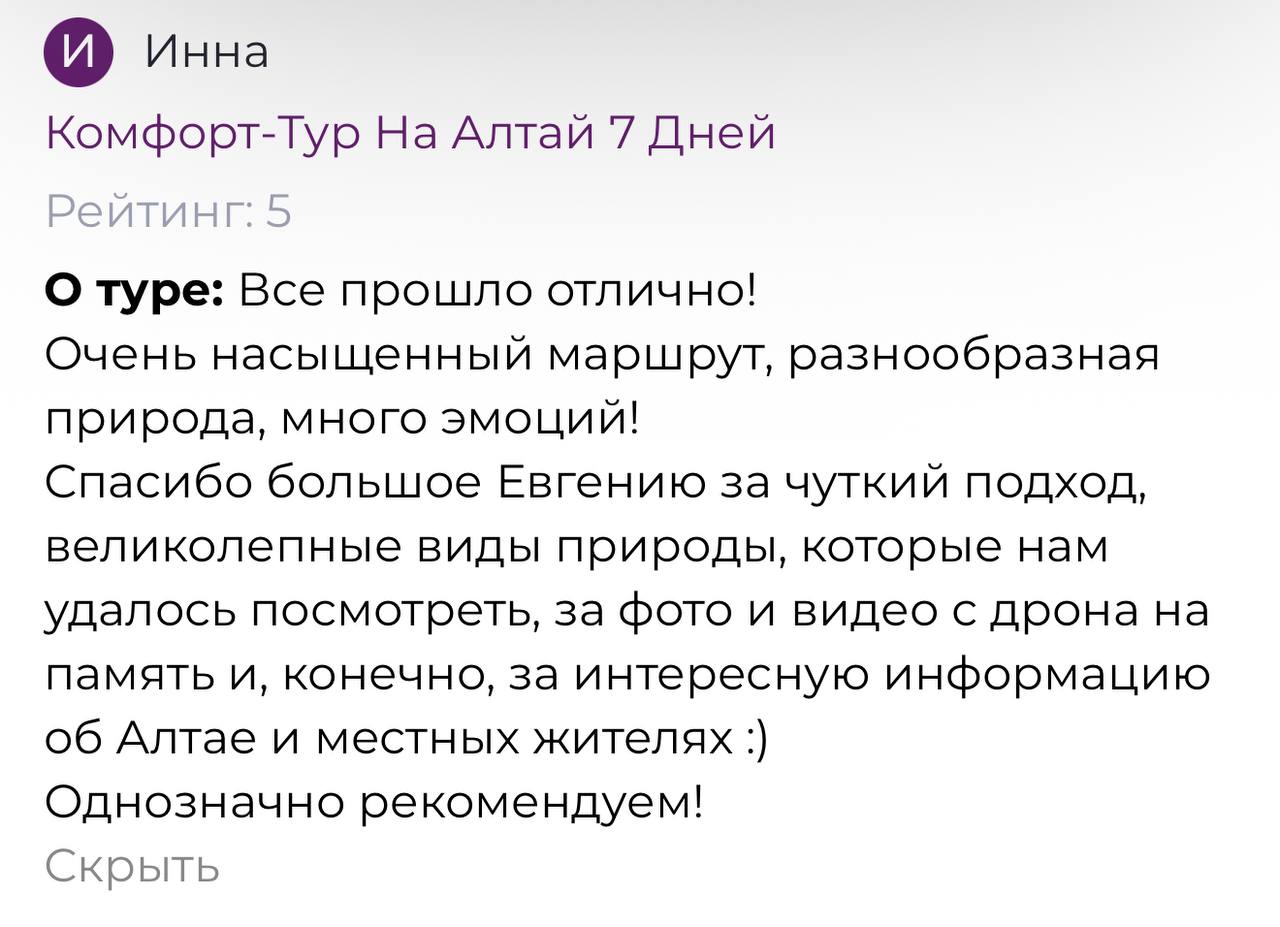 И Инна
Комфорт-Тур На Алтай 7 Дней
Рейтинг: 5
О туре: Все прошло отлично!
Очень насыщенный маршрут, разнообразная
природа, много эмоций!
Спасибо большое Евгению за чуткий подход,
великолепные виды природы, которые нам
удалось посмотреть, за фото и видео с дрона на
память и, конечно, за интересную информацию
об Алтае и местных жителях :)
Однозначно рекомендуем!
Скрыть